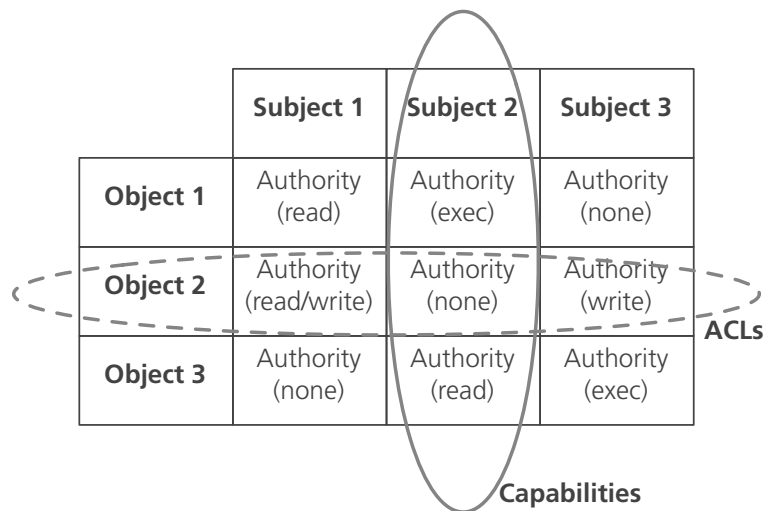 Subject 1 Subject 2 Subject 3
Object 1 Authority (read) Authority (exec) Authority (none)
Object 2 Authority (read/write) Authority (none) Authority (write)
ACLs
Object 3 Authority (none) Authority (read) Authority (exec)
Capabilities